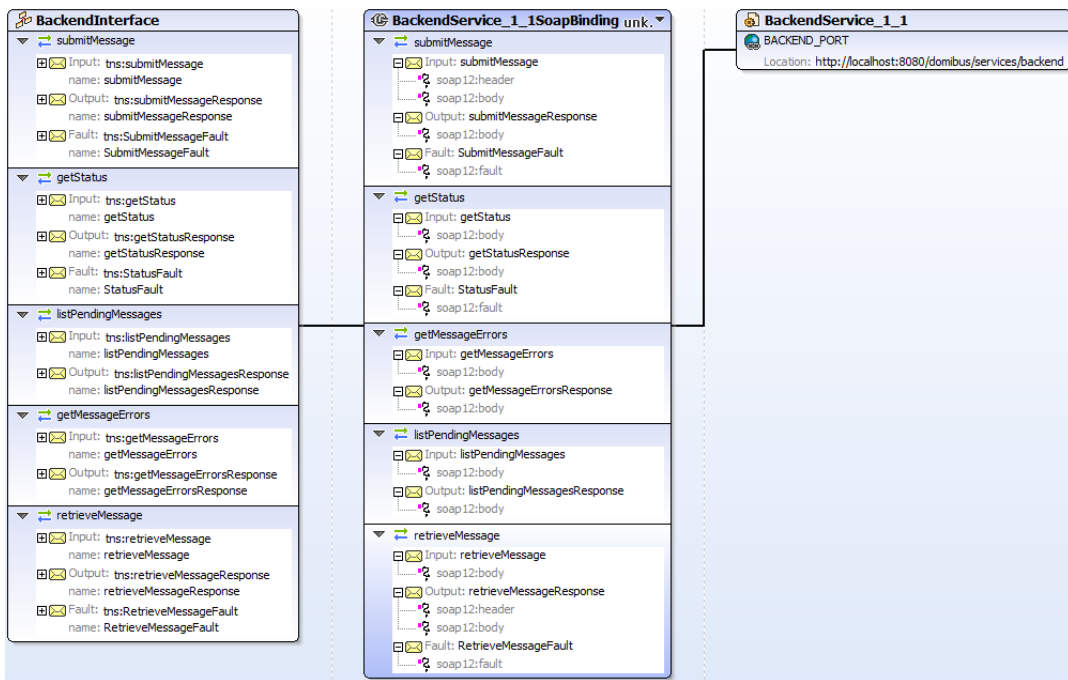 BackendInterface
submitMessage
Input: tns:submitMessage
name: submitMessage
Output: tns:submitMessageResponse
name: submitMessageResponse
Fault: tns:SubmitMessageFault
name: SubmitMessageFault
getStatus
Input: tns:getStatus
name: getStatus
Output: tns:getStatusResponse
name: getStatusResponse
Fault: tns:StatusFault
name: StatusFault
listPendingMessages
Input: tns:listPendingMessages
name: listPendingMessages
Output: tns:listPendingMessagesResponse
name: listPendingMessagesResponse
getMessageErrors
Input: tns:getMessageErrors
name: getMessageErrors
Output: tns:getMessageErrorsResponse
name: getMessageErrorsResponse
retrieveMessage
Input: tns:retrieveMessage
name: retrieveMessage
Output: tns:retrieveMessageResponse
name: retrieveMessageResponse
Fault: tns:RetrieveMessageFault
name: RetrieveMessageFault
BackendService_1_1SoapBinding unk.
submitMessage
Input: submitMessage
soap12:header
soap12:body
Output: submitMessageResponse
soap12:body
Fault: SubmitMessageFault
soap12:fault
getStatus
Input: getStatus
soap12:body
Output: getStatusResponse
soap12:body
Fault: StatusFault
soap12:fault
getMessageErrors
Input: getMessageErrors
soap12:body
Output: getMessageErrorsResponse
soap12:body
listPendingMessages
Input: listPendingMessages
soap12:body
Output: listPendingMessagesResponse
soap12:body
retrieveMessage
Input: retrieveMessage
soap12:body
Output: retrieveMessageResponse
soap12:header
soap12:body
Fault: RetrieveMessageFault
soap12:fault
BackendService_1_1
BACKEND_PORT
Location: http://localhost:8080/domibus/services/backend